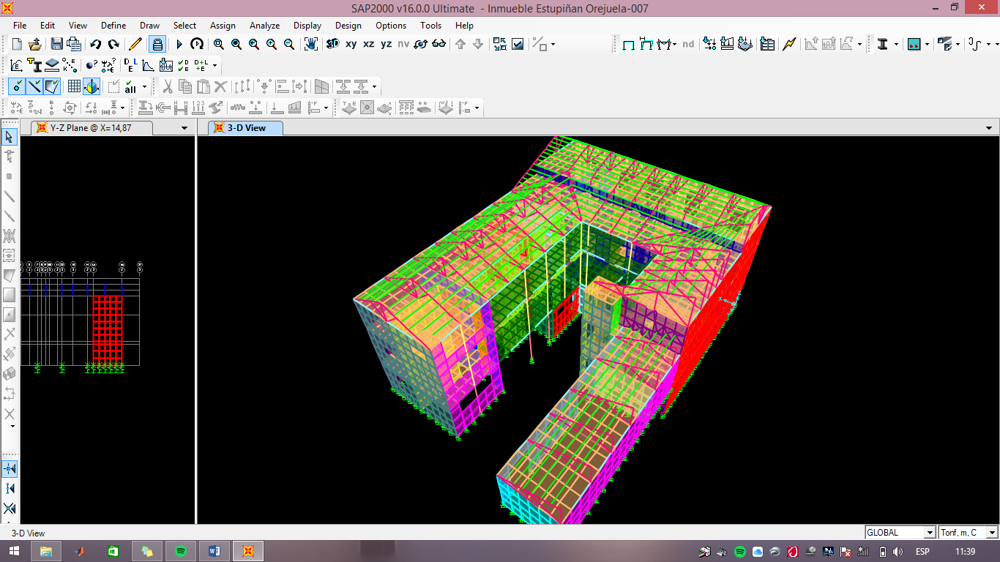 SAP2000 v16.0.0 Ultimate - Inmueble Estupiñan Orejuela-007
File Edit View Define Draw Select Assign Analyze Display Design Options Tools Help
3D xy xz yz nv nd
all
Y-Z Plane @ X=14,87
3-D View
3-D View
GLOBAL
Tonf, m, C
ESP
11:39